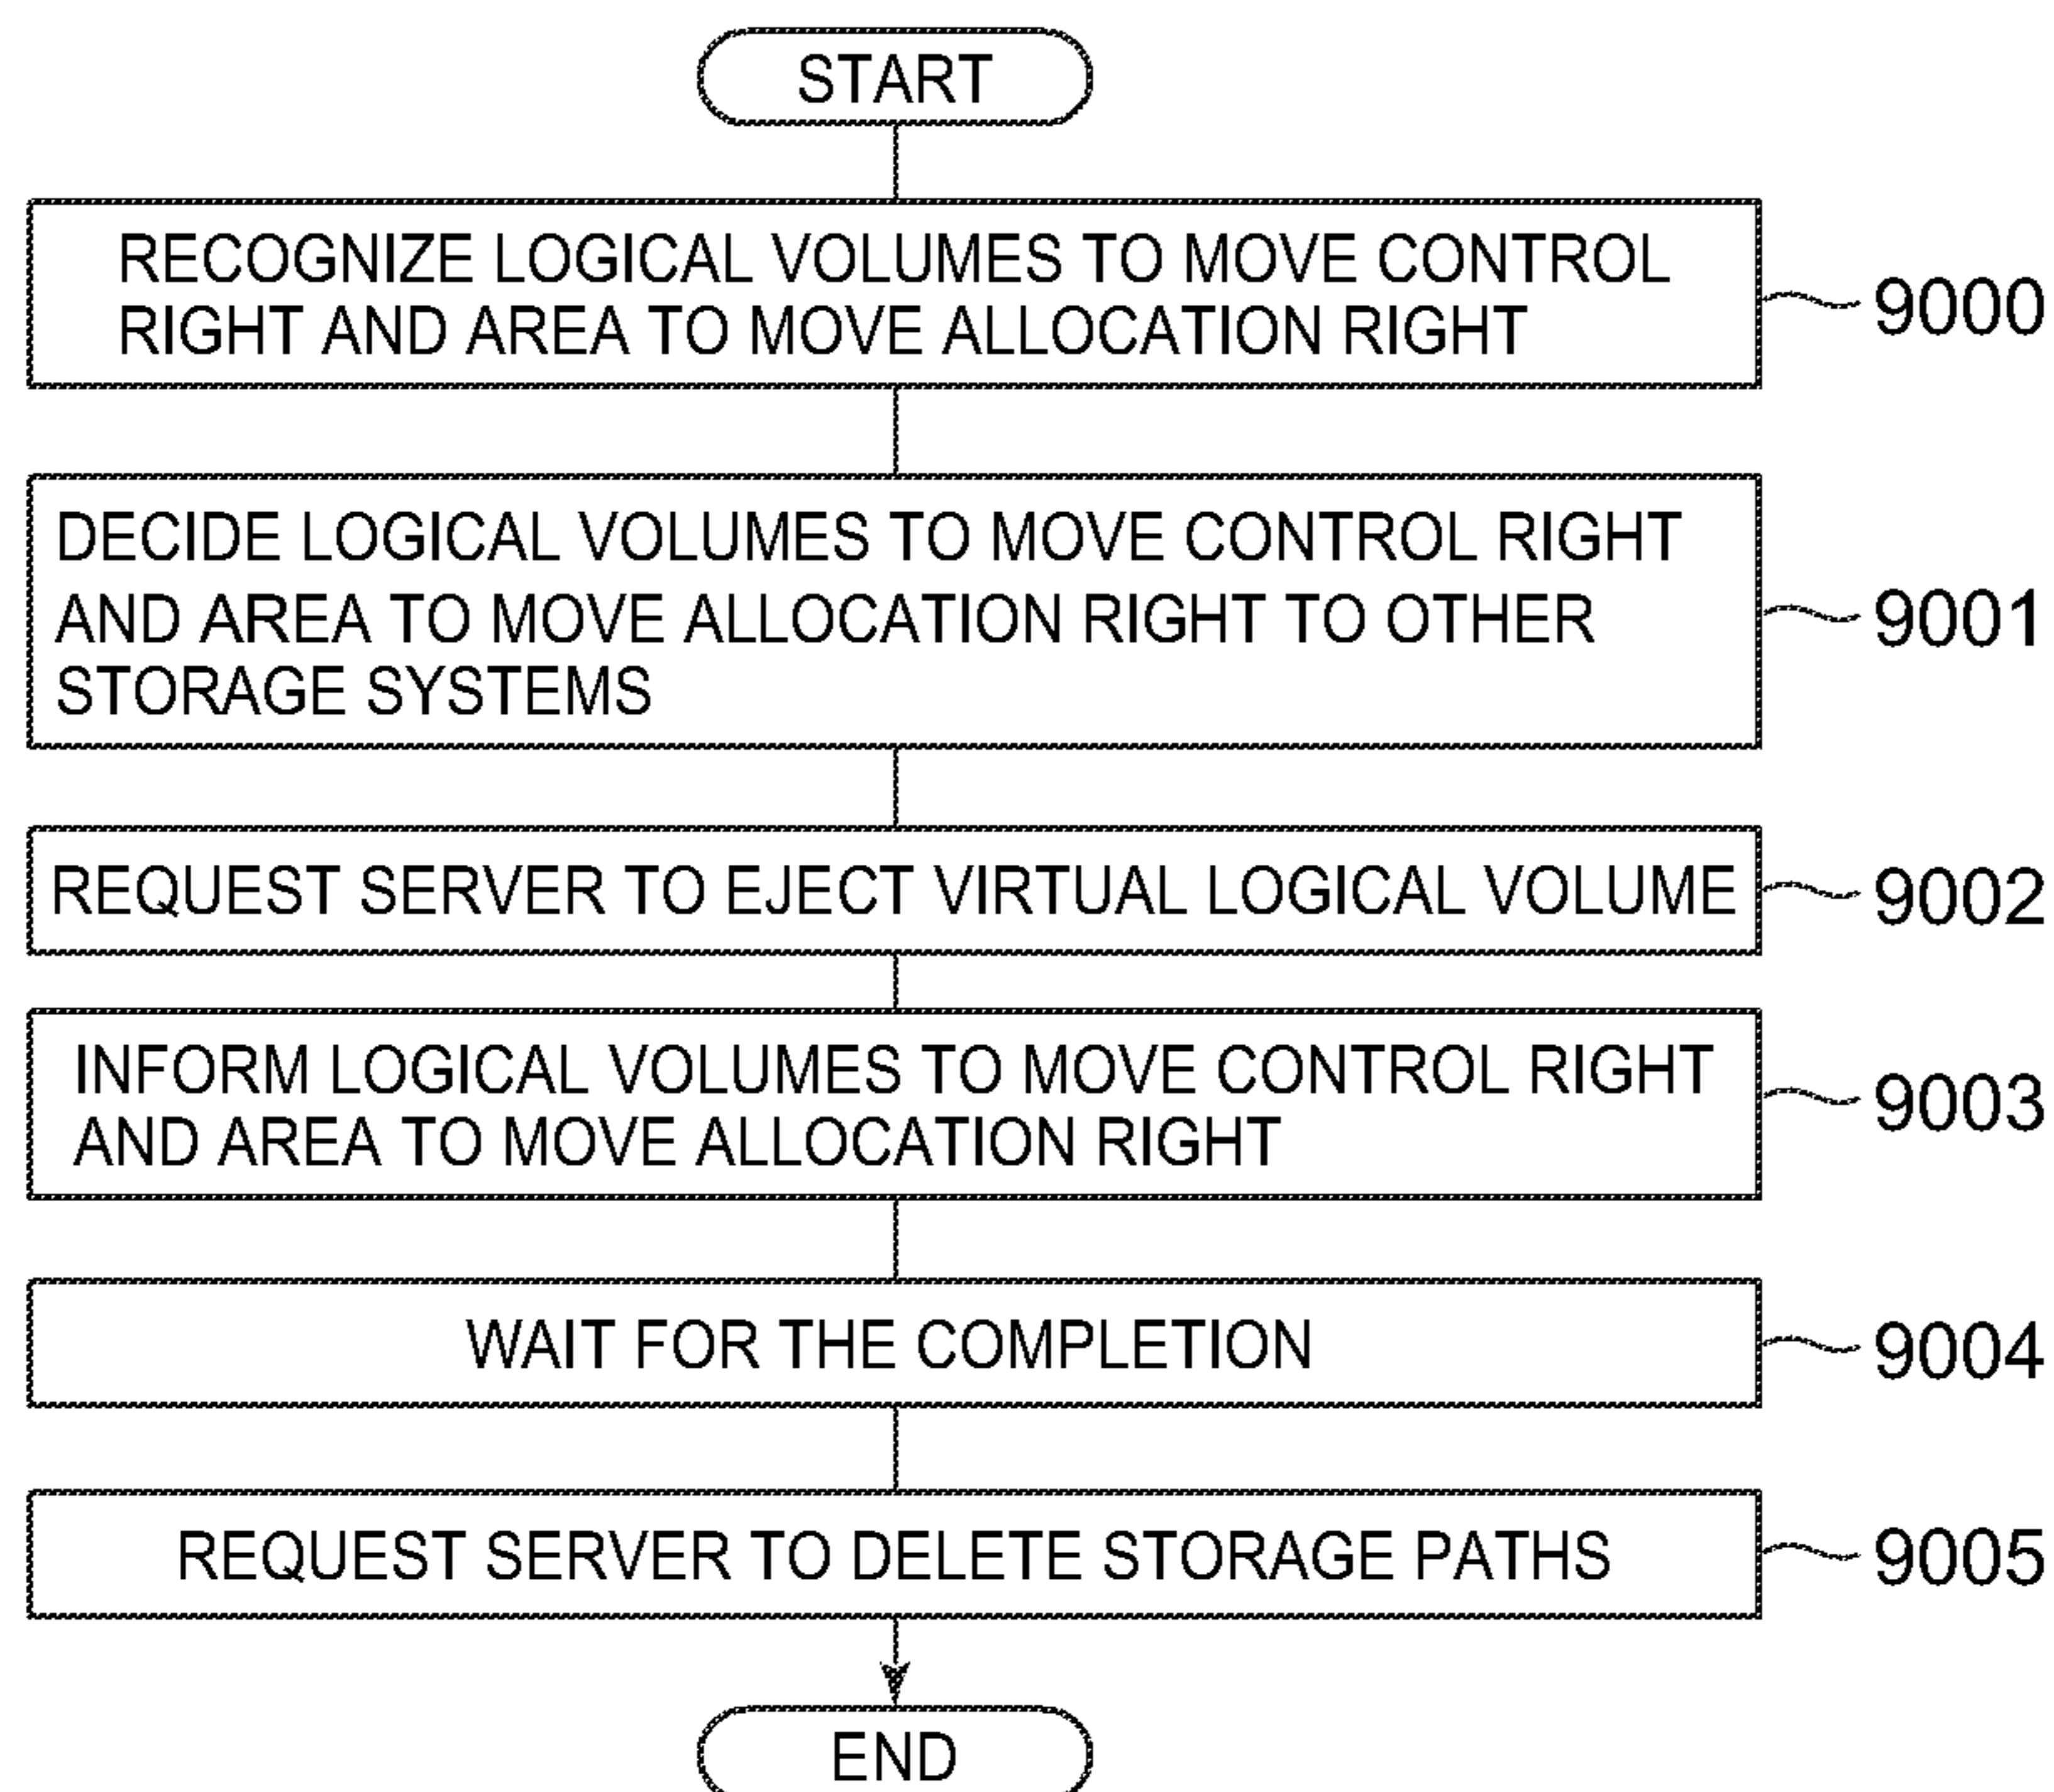 START
RECOGNIZE LOGICAL VOLUMES TO MOVE CONTROL
RIGHT AND AREA TO MOVE ALLOCATION RIGHT
9000
DECIDE LOGICAL VOLUMES TO MOVE CONTROL RIGHT
AND AREA TO MOVE ALLOCATION RIGHT TO OTHER
STORAGE SYSTEMS
9001
REQUEST SERVER TO EJECT VIRTUAL LOGICAL VOLUME
9002
INFORM LOGICAL VOLUMES TO MOVE CONTROL RIGHT
AND AREA TO MOVE ALLOCATION RIGHT
9003
WAIT FOR THE COMPLETION
9004
REQUEST SERVER TO DELETE STORAGE PATHS
9005
END